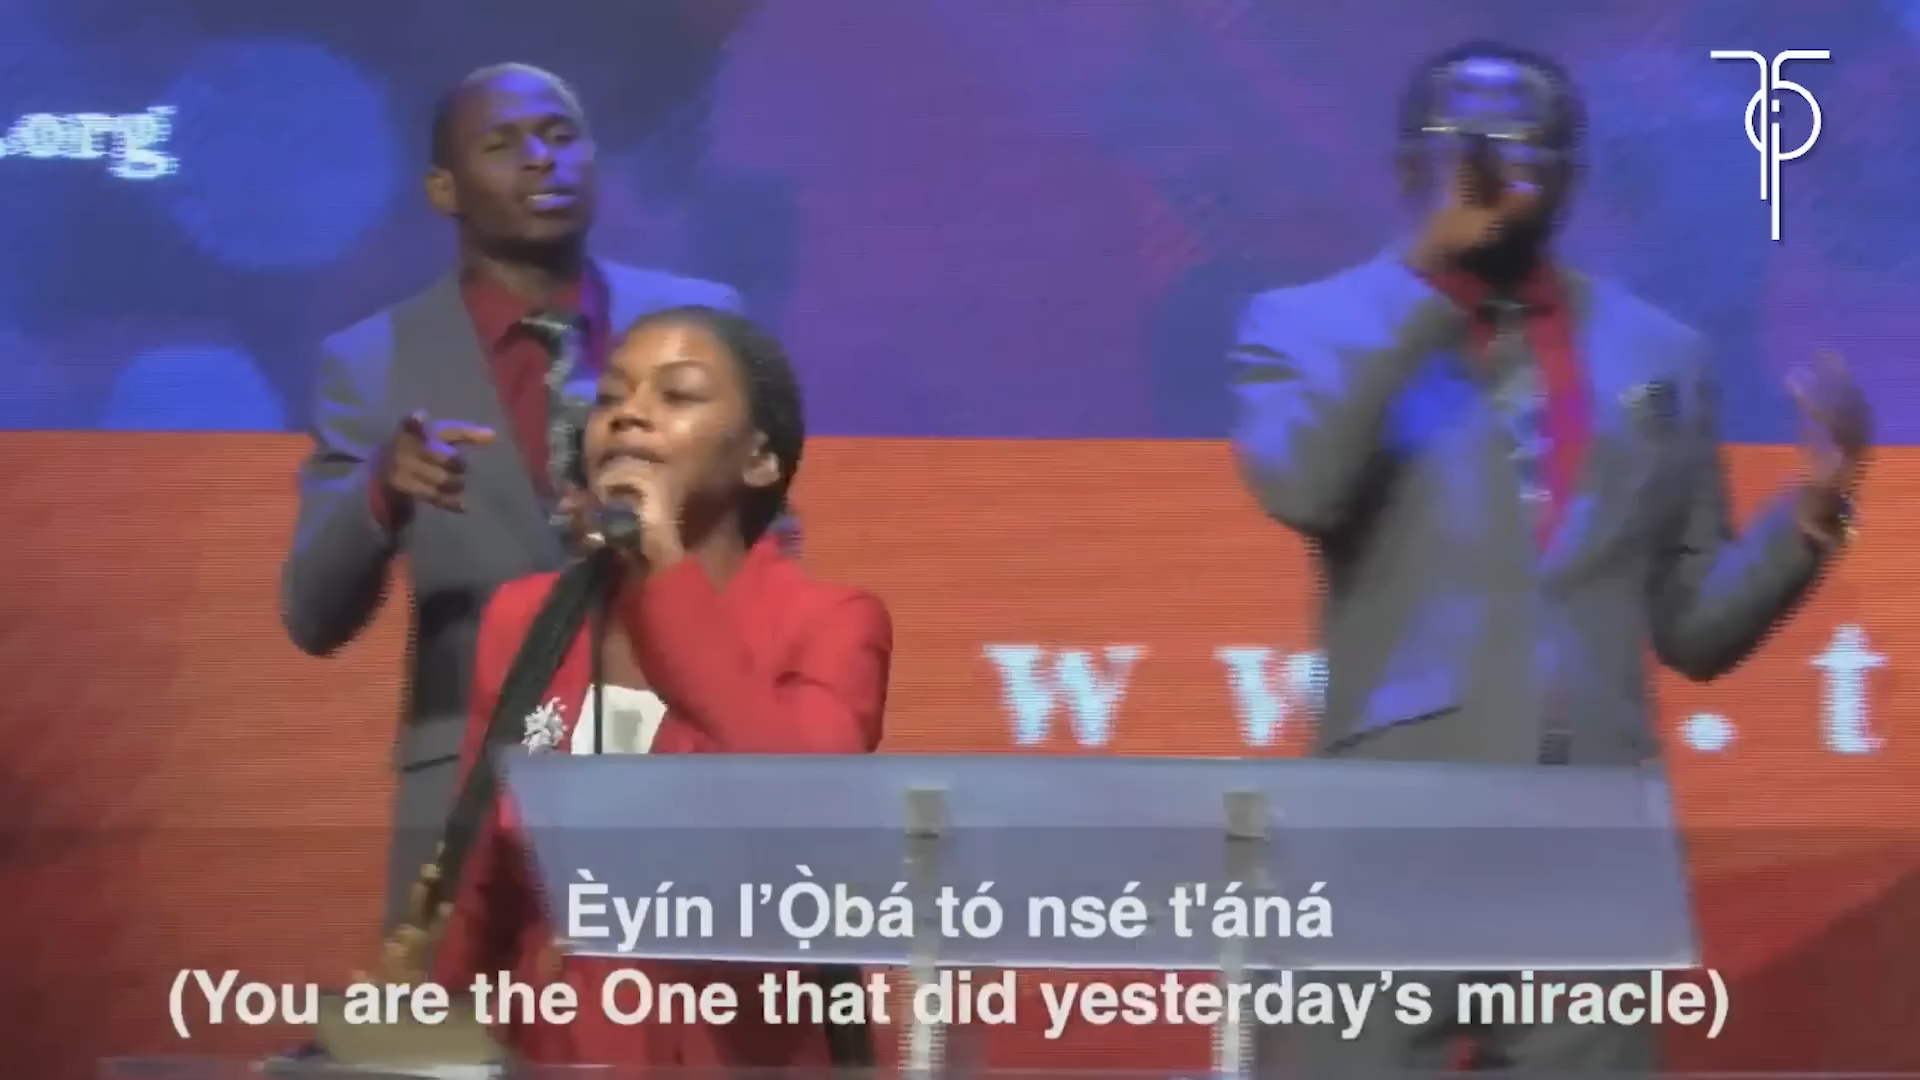 .org
w w
. t
Èyín l’Ọ̀bá tó nsé t'áná
(You are the One that did yesterday’s miracle)